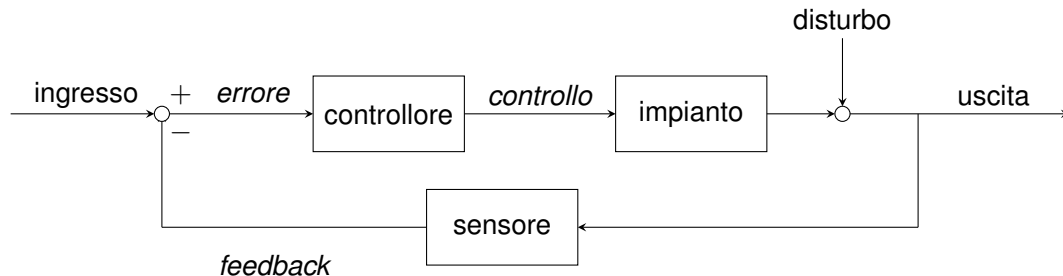 disturbo
ingresso
+
errore
controllore
controllo
impianto
uscita
−
sensore
feedback